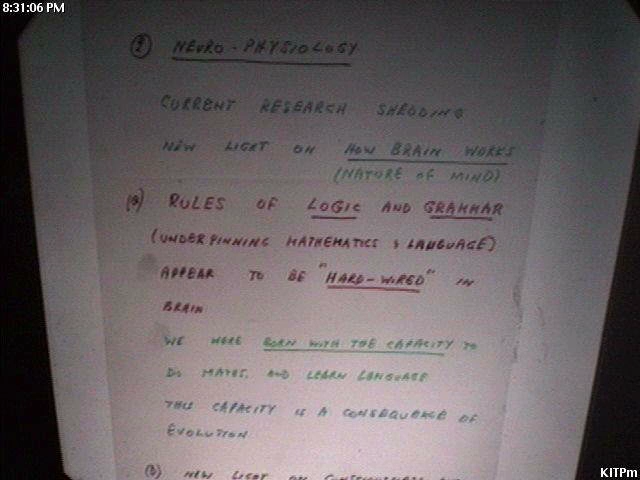 8:31:06 PM
② NEURO - PHYSIOLOGY
CURRENT RESEARCH SHEDDING
NEW LIGHT ON HOW BRAIN WORKS
(NATURE OF MIND)
(a) RULES OF LOGIC AND GRAMMAR
(UNDERPINNING MATHEMATICS & LANGUAGE)
APPEAR TO BE "HARD-WIRED" IN
BRAIN
WE WERE BORN WITH THE CAPACITY TO
DO MATHS. AND LEARN LANGUAGE
THIS CAPACITY IS A CONSEQUENCE OF
EVOLUTION
(b) NEW LIGHT ON
KITPm